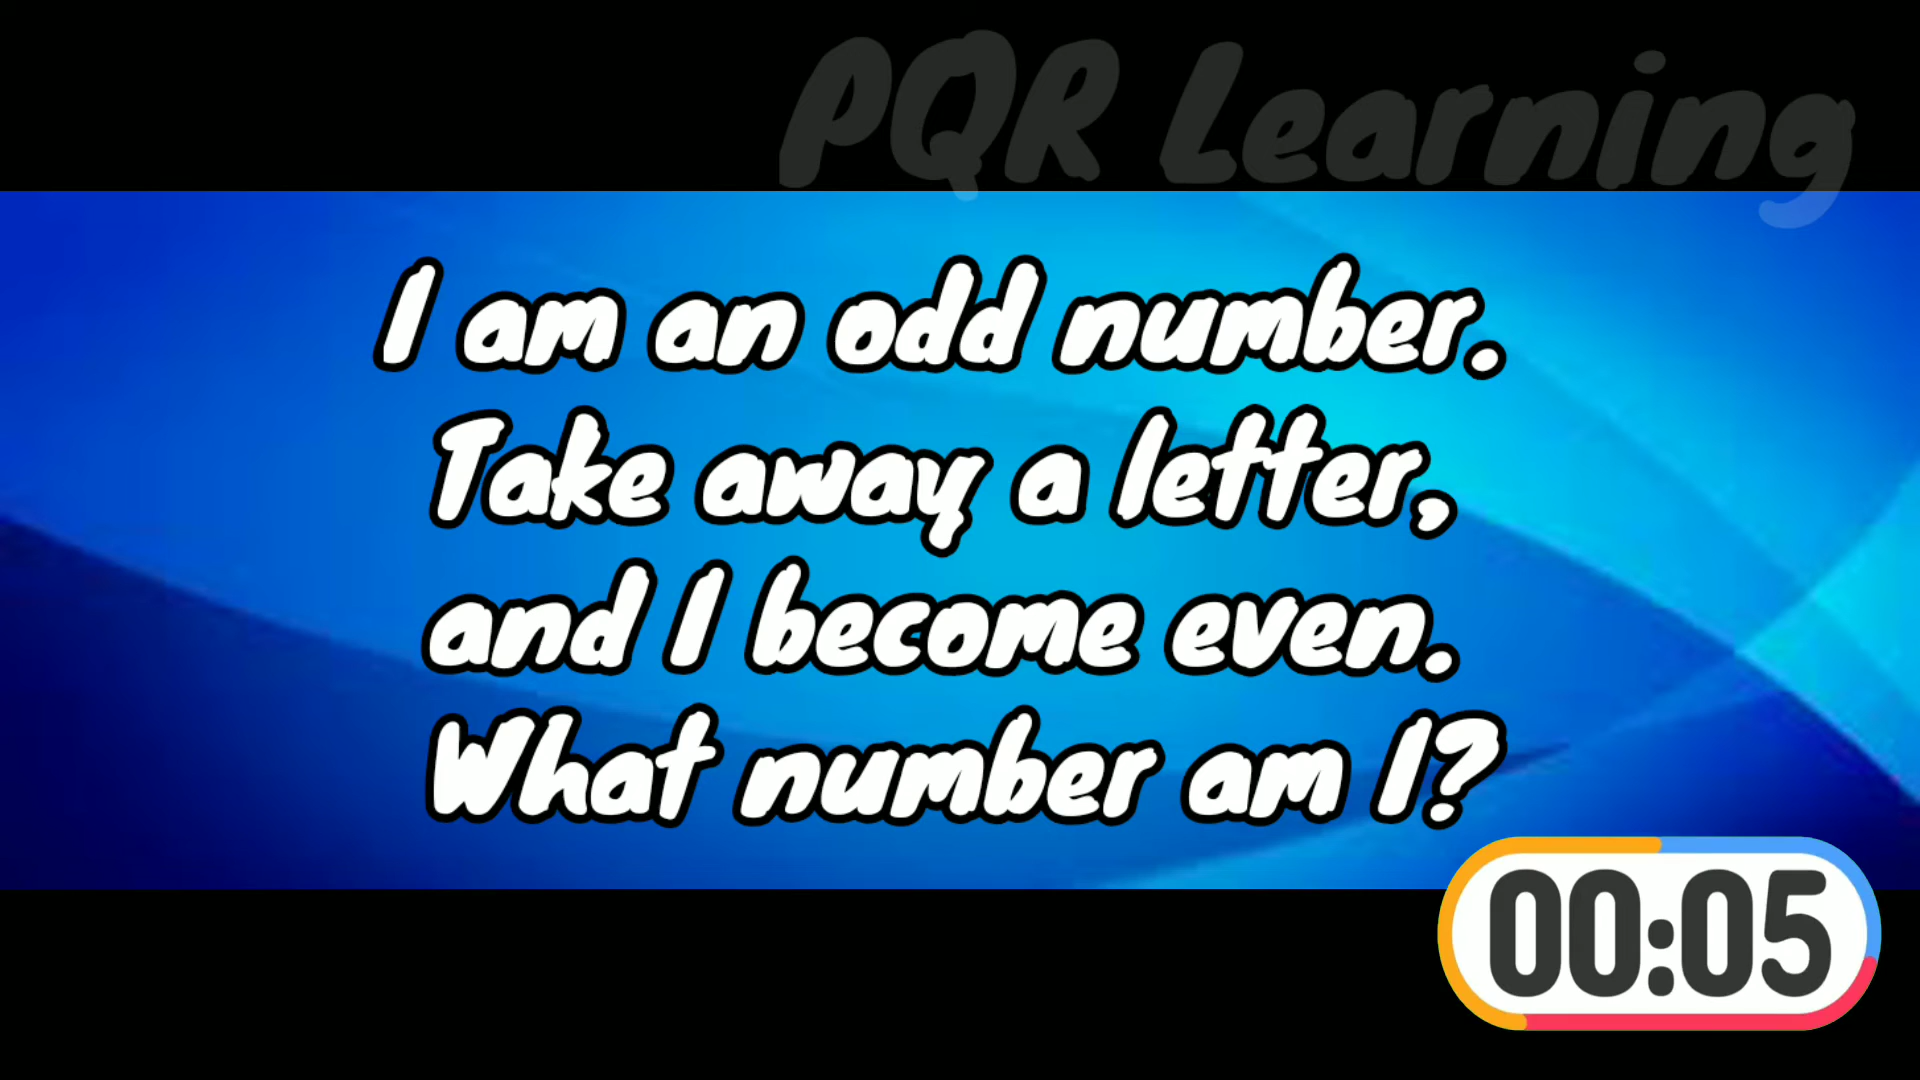 PQR Learning
I am an odd number.
Take away a letter,
and I become even.
What number am I?
00:05